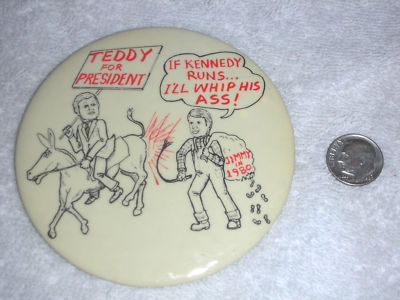 TEDDY
FOR
PRESIDENT
IF KENNEDY
RUNS...
I'LL WHIP HIS
ASS!
JIMMY
IN
1980